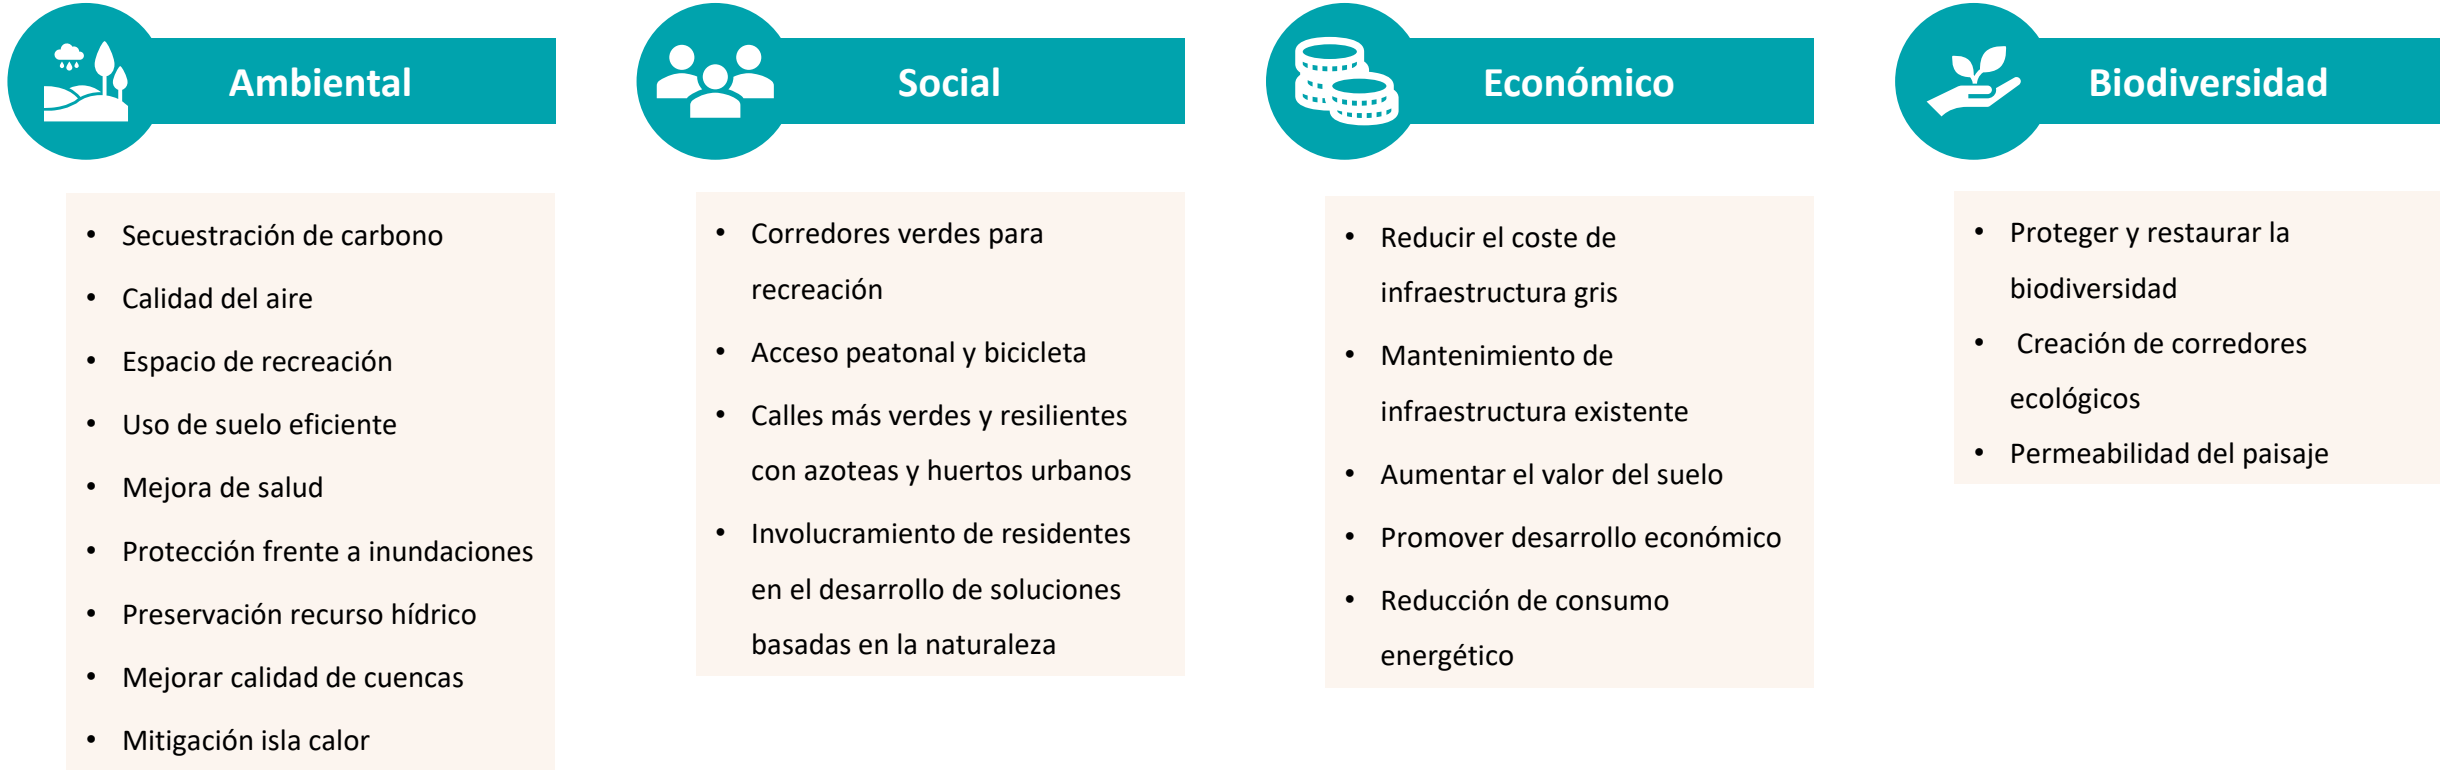 Ambiental
• Secuestración de carbono
• Calidad del aire
• Espacio de recreación
• Uso de suelo eficiente
• Mejora de salud
• Protección frente a inundaciones
• Preservación recurso hídrico
• Mejorar calidad de cuencas
• Mitigación isla calor
Social
• Corredores verdes para
recreación
• Acceso peatonal y bicicleta
• Calles más verdes y resilientes
con azoteas y huertos urbanos
• Involucramiento de residentes
en el desarrollo de soluciones
basadas en la naturaleza
Económico
• Reducir el coste de
infraestructura gris
• Mantenimiento de
infraestructura existente
• Aumentar el valor del suelo
• Promover desarrollo económico
• Reducción de consumo
energético
Biodiversidad
• Proteger y restaurar la
biodiversidad
• Creación de corredores
ecológicos
• Permeabilidad del paisaje